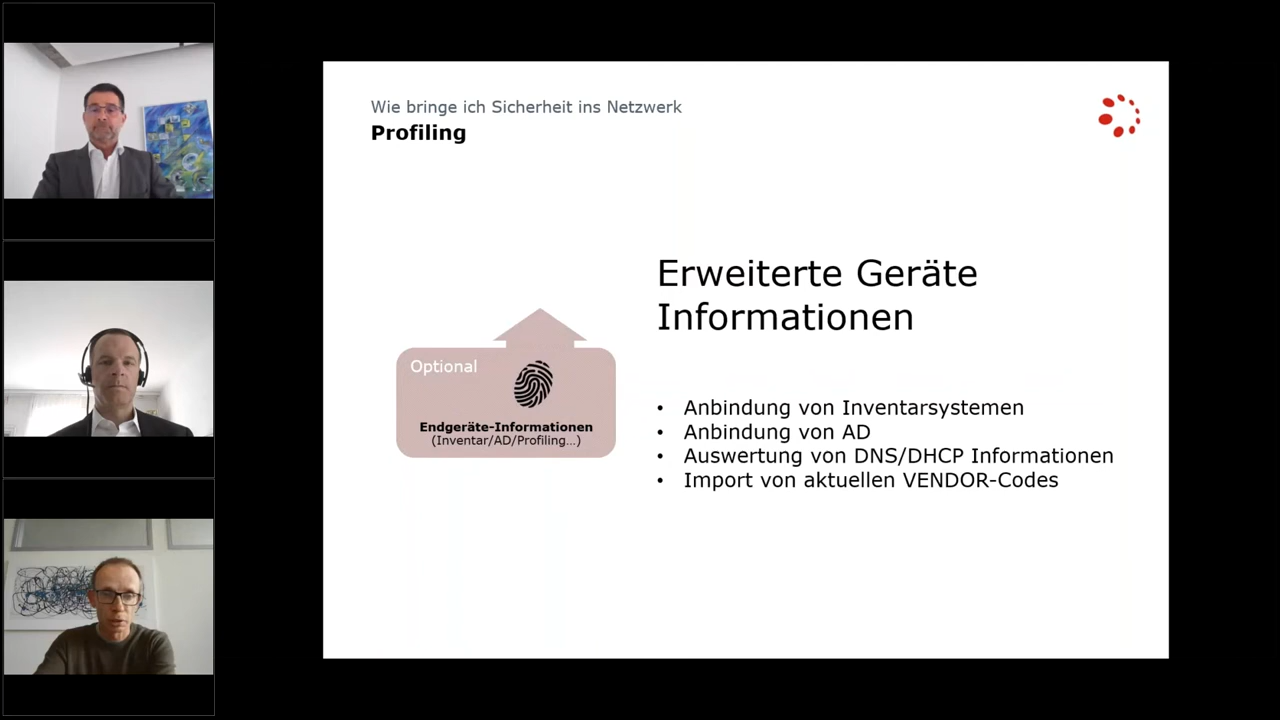 Wie bringe ich Sicherheit ins Netzwerk
Profiling
Erweiterte Geräte
Informationen
Optional
Endgeräte-Informationen
(Inventar/AD/Profiling...)
• Anbindung von Inventarsystemen
• Anbindung von AD
• Auswertung von DNS/DHCP Informationen
• Import von aktuellen VENDOR-Codes